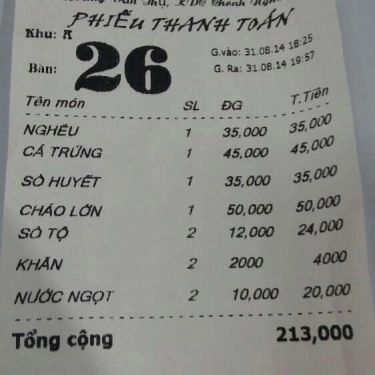 Văn Thụ,
PHIẾU THANH TOÁN
Khu: A
G.vào: 31.08.14 18:25
Bàn: 26
G. Ra: 31.08.14 19:57
Tên món SL ĐG T.Tiền
NGHÊU 1 35,000 35,000
CÁ TRỨNG 1 45,000 45,000
SÒ HUYẾT 1 35,000 35,000
CHÁO LỚN 1 50,000 50,000
SÒ TỘ 2 12,000 24,000
KHĂN 2 2000 4000
NƯỚC NGỌT 2 10,000 20,000
Tổng cộng 213,000